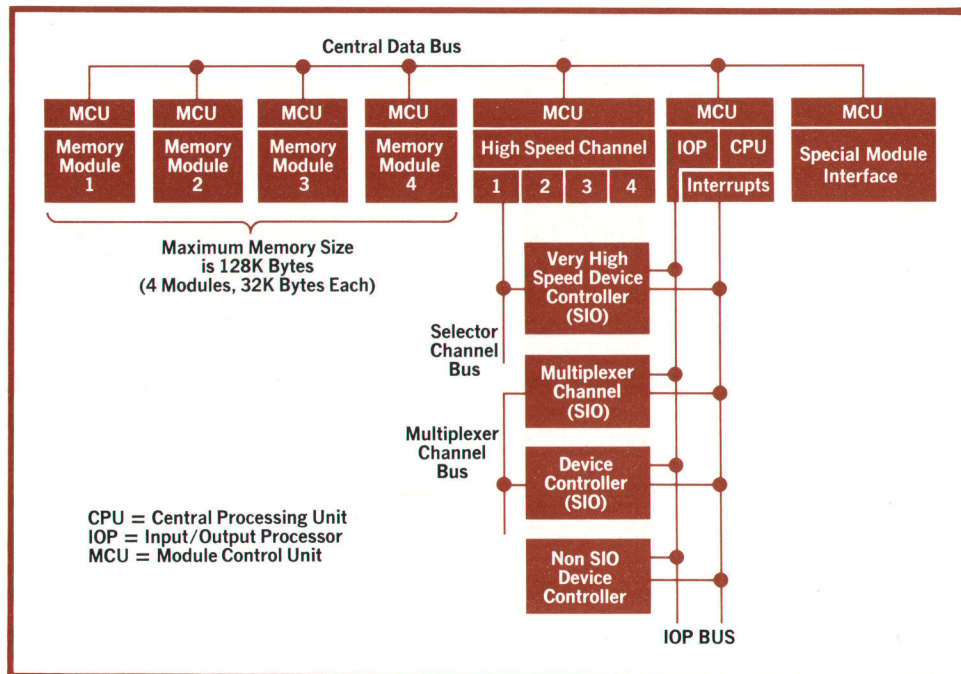 Central Data Bus
MCU
Memory
Module
1
MCU
Memory
Module
2
MCU
Memory
Module
3
MCU
Memory
Module
4
MCU
High Speed Channel
1 2 3 4
MCU
IOP CPU
Interrupts
MCU
Special Module
Interface
Maximum Memory Size
is 128K Bytes
(4 Modules, 32K Bytes Each)
Very High
Speed Device
Controller
(SIO)
Selector
Channel
Bus
Multiplexer
Channel
(SIO)
Multiplexer
Channel
Bus
Device
Controller
(SIO)
CPU = Central Processing Unit
IOP = Input/Output Processor
MCU = Module Control Unit
Non SIO
Device
Controller
IOP BUS